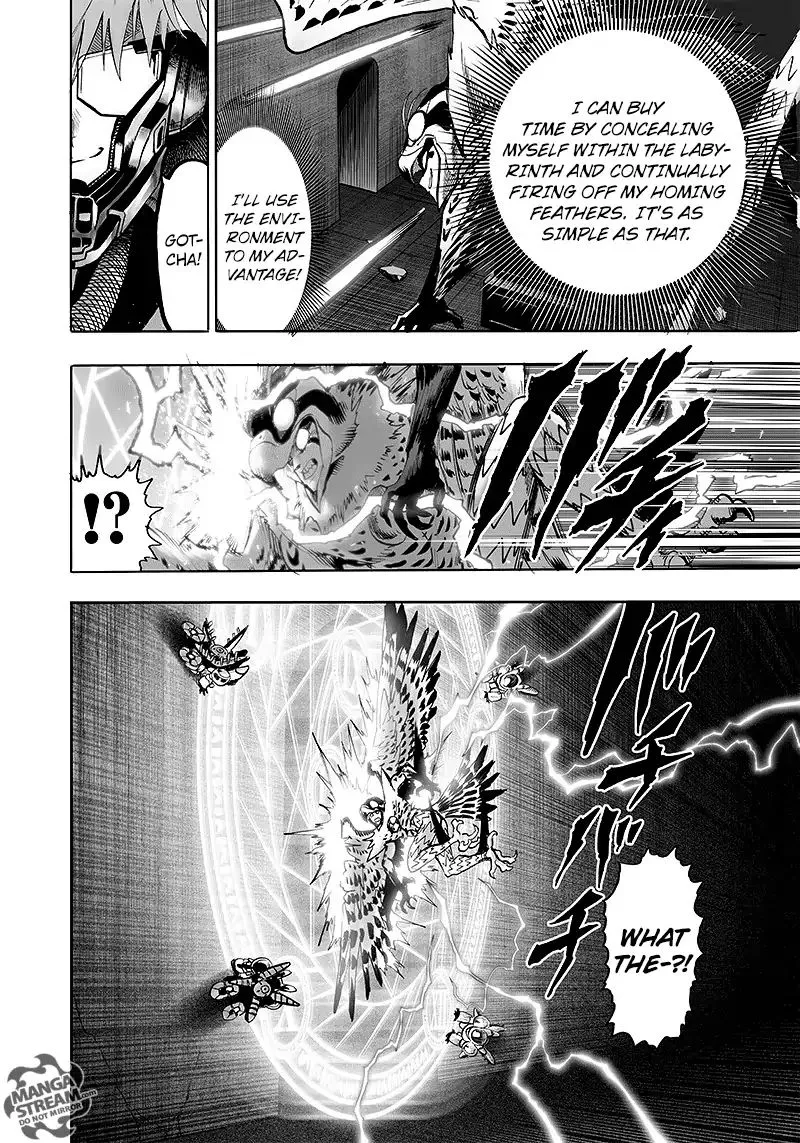 I CAN BUY
TIME BY CONCEALING
MYSELF WITHIN THE LABY-
RINTH AND CONTINUALLY
FIRING OFF MY HOMING
FEATHERS. IT'S AS
SIMPLE AS THAT.
I'LL USE
THE ENVI-
RONMENT
TO MY AD-
VANTAGE!
GOT-
CHA!
バチィ
!?
バチバチ
WHAT
THE-?!
MANGA
STREAM.COM
DO NOT MIRROR